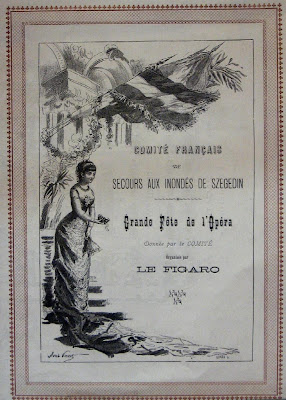 COMITÉ FRANÇAIS
DE
SECOURS AUX INONDÉS DE SZEGEDIN
Grande Fête de l'Opéra
Donnée par le COMITÉ
Organisée par
LE FIGARO